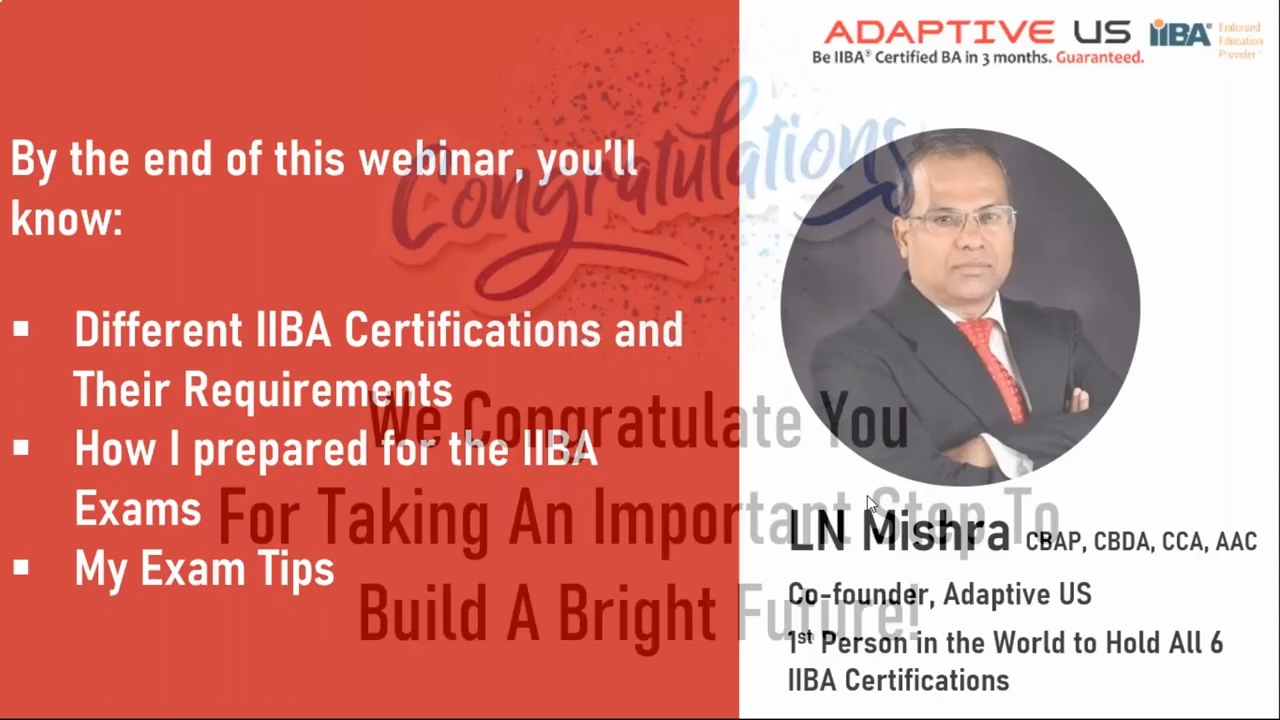 ADAPTIVE US
IIBA® Endorsed
Education
Provider™
Be IIBA® Certified BA in 3 months. Guaranteed.
Congratulations
By the end of this webinar, you'll
know:
▪ Different IIBA Certifications and
Their Requirements
▪ How I prepared for the IIBA
Exams
▪ My Exam Tips
We Congratulate You
For Taking An Important Step To
Build A Bright Future!
LN Mishra CBAP, CBDA, CCA, AAC
Co-founder, Adaptive US
1st Person in the World to Hold All 6
IIBA Certifications